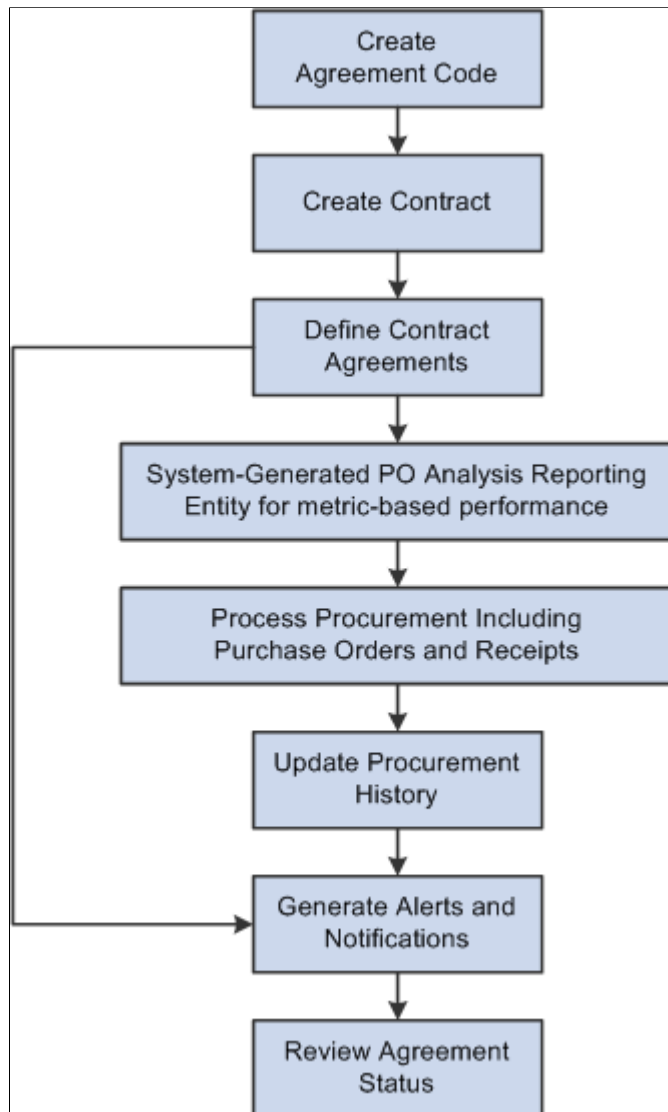 Create
Agreement Code
Create Contract
Define Contract
Agreements
System-Generated PO Analysis Reporting
Entity for metric-based performance
Process Procurement Including
Purchase Orders and Receipts
Update Procurement
History
Generate Alerts and
Notifications
Review Agreement
Status